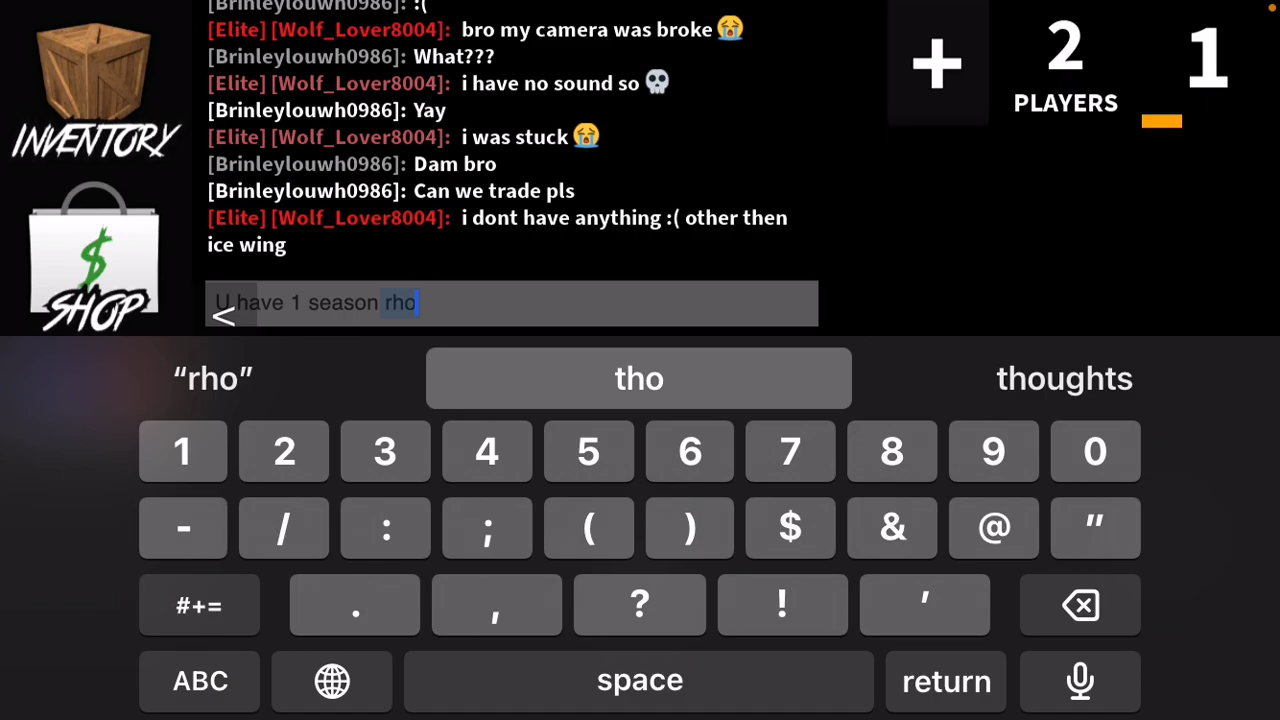 [Brinleylouwh0986]: :(
[Elite] [Wolf_Lover8004]: bro my camera was broke 😭
[Brinleylouwh0986]: What???
[Elite] [Wolf_Lover8004]: i have no sound so 💀
[Brinleylouwh0986]: Yay
[Elite] [Wolf_Lover8004]: i was stuck 😭
[Brinleylouwh0986]: Dam bro
[Brinleylouwh0986]: Can we trade pls
[Elite] [Wolf_Lover8004]: i dont have anything :( other then
ice wing
INVENTORY
$
SHOP
+
2
PLAYERS
1
U have 1 season rho
<
“rho” tho thoughts
1 2 3 4 5 6 7 8 9 0
- / : ; ( ) $ & @ "
#+= . , ? ! ’
ABC space return